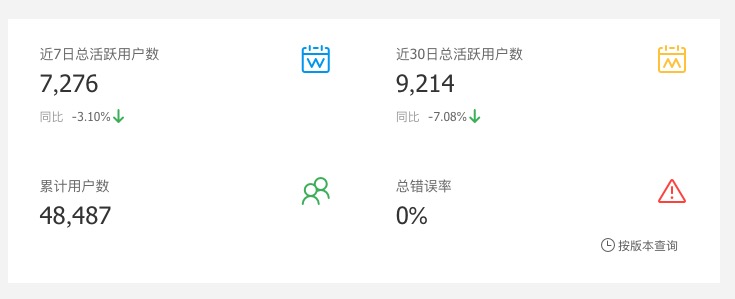 近7日总活跃用户数
7,276
同比 -3.10%
近30日总活跃用户数
9,214
同比 -7.08%
累计用户数
48,487
总错误率
0%
按版本查询